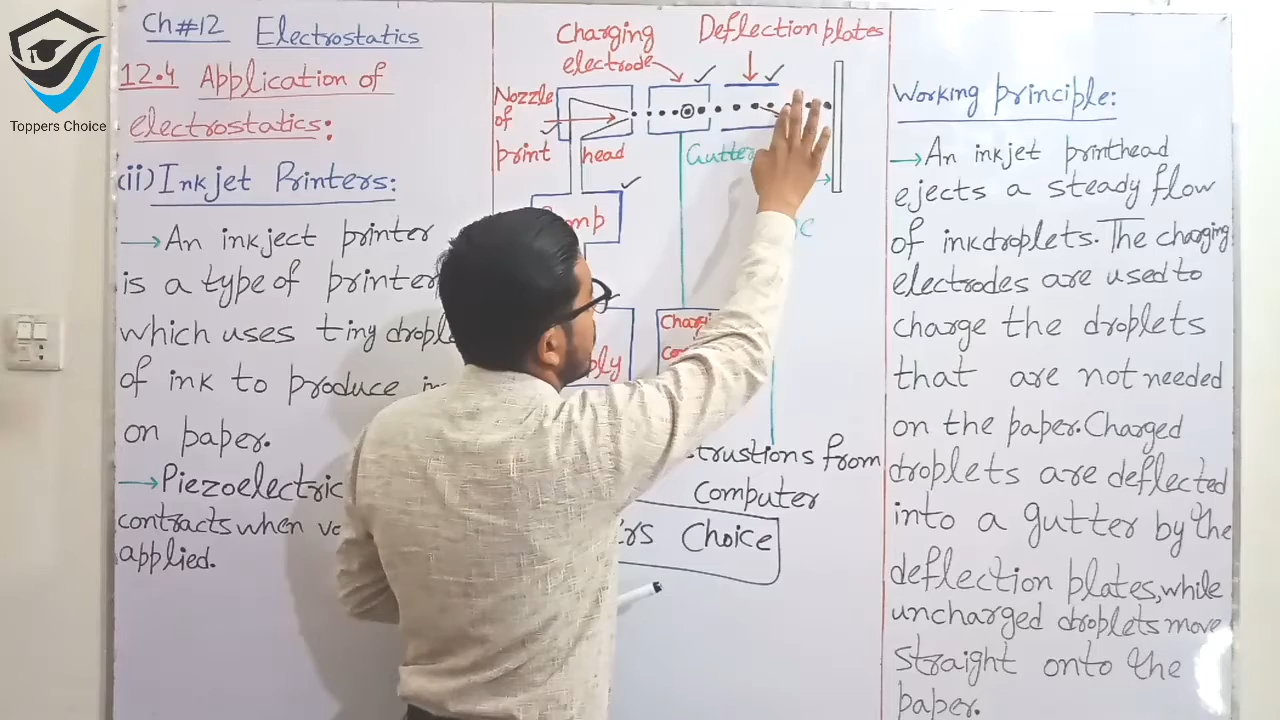 Toppers Choice
Ch#12 Electrostatics
12.4 Application of
electrostatics:
(ii) Inkjet Printers:
→ An inkject printer
is a type of printer
which uses tiny
of ink to produce
on paper.
→ Piezoelectric
contracts when
applied.
Charging
electrode
Deflection plates
Nozzle
of
print head
Gutter
strustions from
Computer
Choice
Working principle:
→ An inkjet printhead
ejects a steady flow
of inkdroplets. The charging
electrodes are used to
charge the droplets
that are not needed
on the paper. Charged
droplets are deflected
into a gutter by the
deflection plates, while
uncharged droplets move
straight onto the
paper.